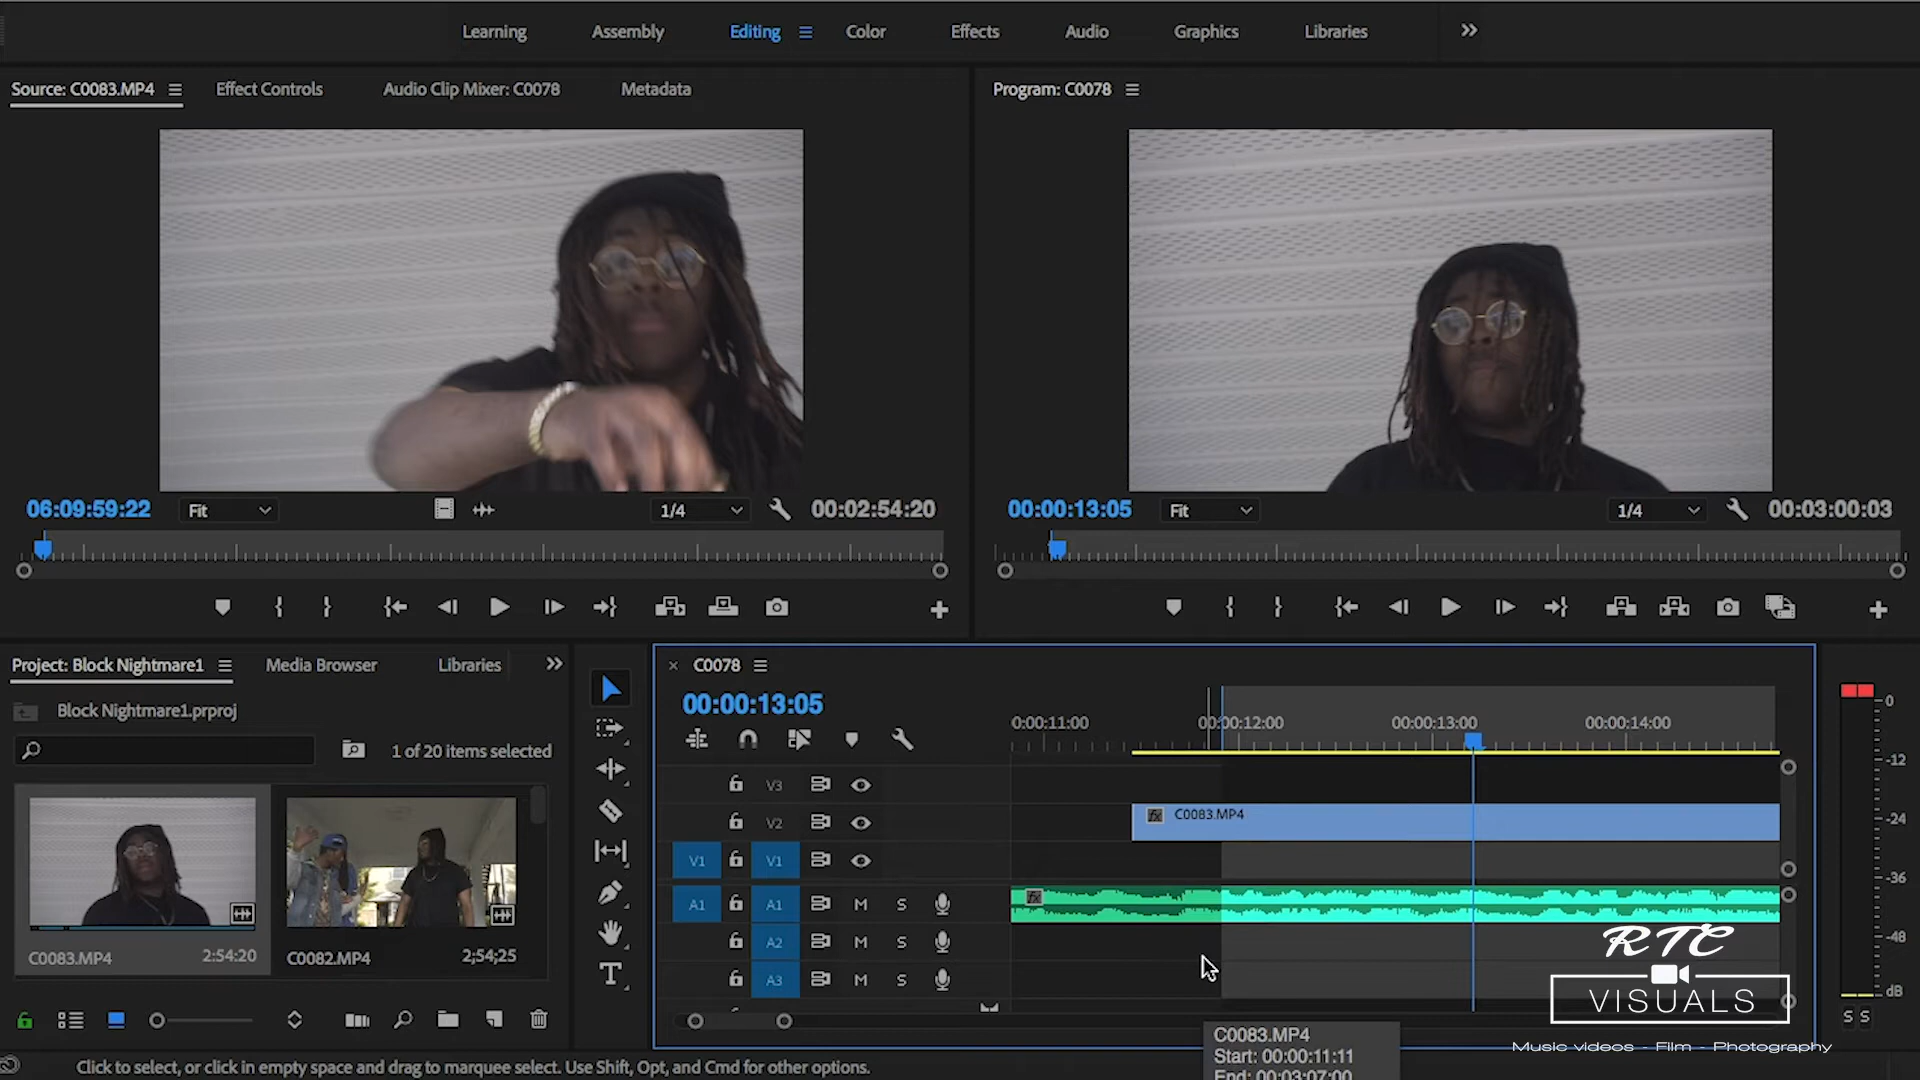 Learning Assembly Editing Color Effects Audio Graphics Libraries
Source: C0083.MP4 Effect Controls Audio Clip Mixer: C0078 Metadata
Program: C0078
06:09:59:22 Fit 1/4 00:02:54:20
00:00:13:05 Fit 1/4 00:03:00:03
Project: Block Nightmare1 Media Browser Libraries
Block Nightmare1.prproj
1 of 20 items selected
C0083.MP4 2:54:20
C0082.MP4 2;54;25
C0078
00:00:13:05
0:00:11:00 00:00:12:00 00:00:13:00 00:00:14:00
V3
V2 C0083.MP4
V1 V1
A1 A1 M S
A2 M S
A3 M S
fx
fx
0
-12
-24
-36
-48
dB
S S
RTC
VISUALS
Music videos - Film - Photography
C0083.MP4
Start: 00:00:11:11
End: 00:03:07:00
Click to select, or click in empty space and drag to marquee select. Use Shift, Opt, and Cmd for other options.